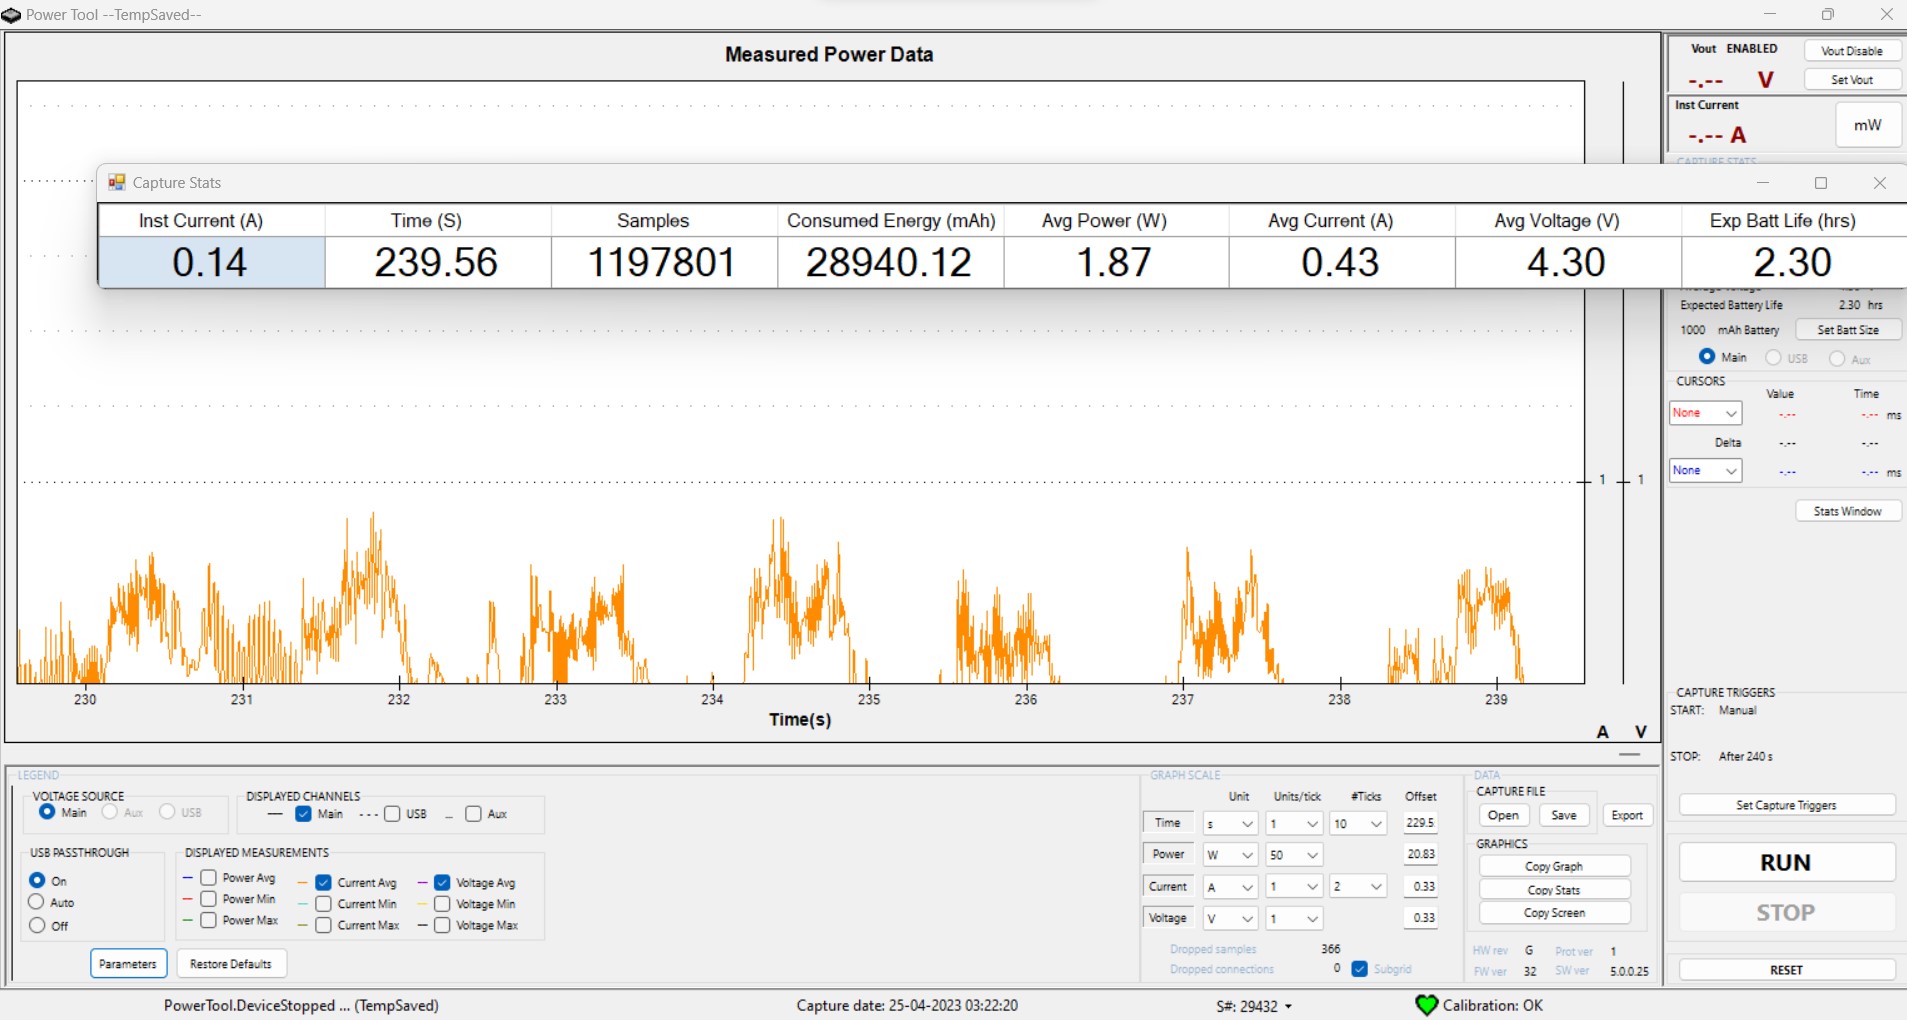 Power Tool --TempSaved--
Measured Power Data
Vout ENABLED Vout Disable
-.-- V Set Vout
Inst Current
-.-- A mW
CAPTURE STATS
Capture Stats
Inst Current (A) Time (S) Samples Consumed Energy (mAh) Avg Power (W) Avg Current (A) Avg Voltage (V) Exp Batt Life (hrs)
0.14 239.56 1197801 28940.12 1.87 0.43 4.30 2.30
Expected Battery Life 2.30 hrs
1000 mAh Battery Set Batt Size
Main USB Aux
CURSORS
Value Time
None -.-- -.-- ms
Delta -.-- -.--
None -.-- -.-- ms
1 1
Stats Window
230 231 232 233 234 235 236 237 238 239
Time(s)
A V
CAPTURE TRIGGERS
START: Manual
STOP: After 240 s
Set Capture Triggers
RUN
STOP
RESET
LEGEND
VOLTAGE SOURCE
Main Aux USB
DISPLAYED CHANNELS
Main USB Aux
USB PASSTHROUGH
On
Auto
Off
DISPLAYED MEASUREMENTS
Power Avg Current Avg Voltage Avg
Power Min Current Min Voltage Min
Power Max Current Max Voltage Max
Parameters Restore Defaults
GRAPH SCALE
Unit Units/tick #Ticks Offset
Time s 1 10 229.5
Power W 50 20.83
Current A 1 2 0.33
Voltage V 1 0.33
Dropped samples 366
Dropped connections 0 Subgrid
DATA
CAPTURE FILE
Open Save Export
GRAPHICS
Copy Graph
Copy Stats
Copy Screen
HW rev G Prot ver 1
FW ver 32 SW ver 5.0.0.25
PowerTool.DeviceStopped ... (TempSaved) Capture date: 25-04-2023 03:22:20 S#: 29432 Calibration: OK